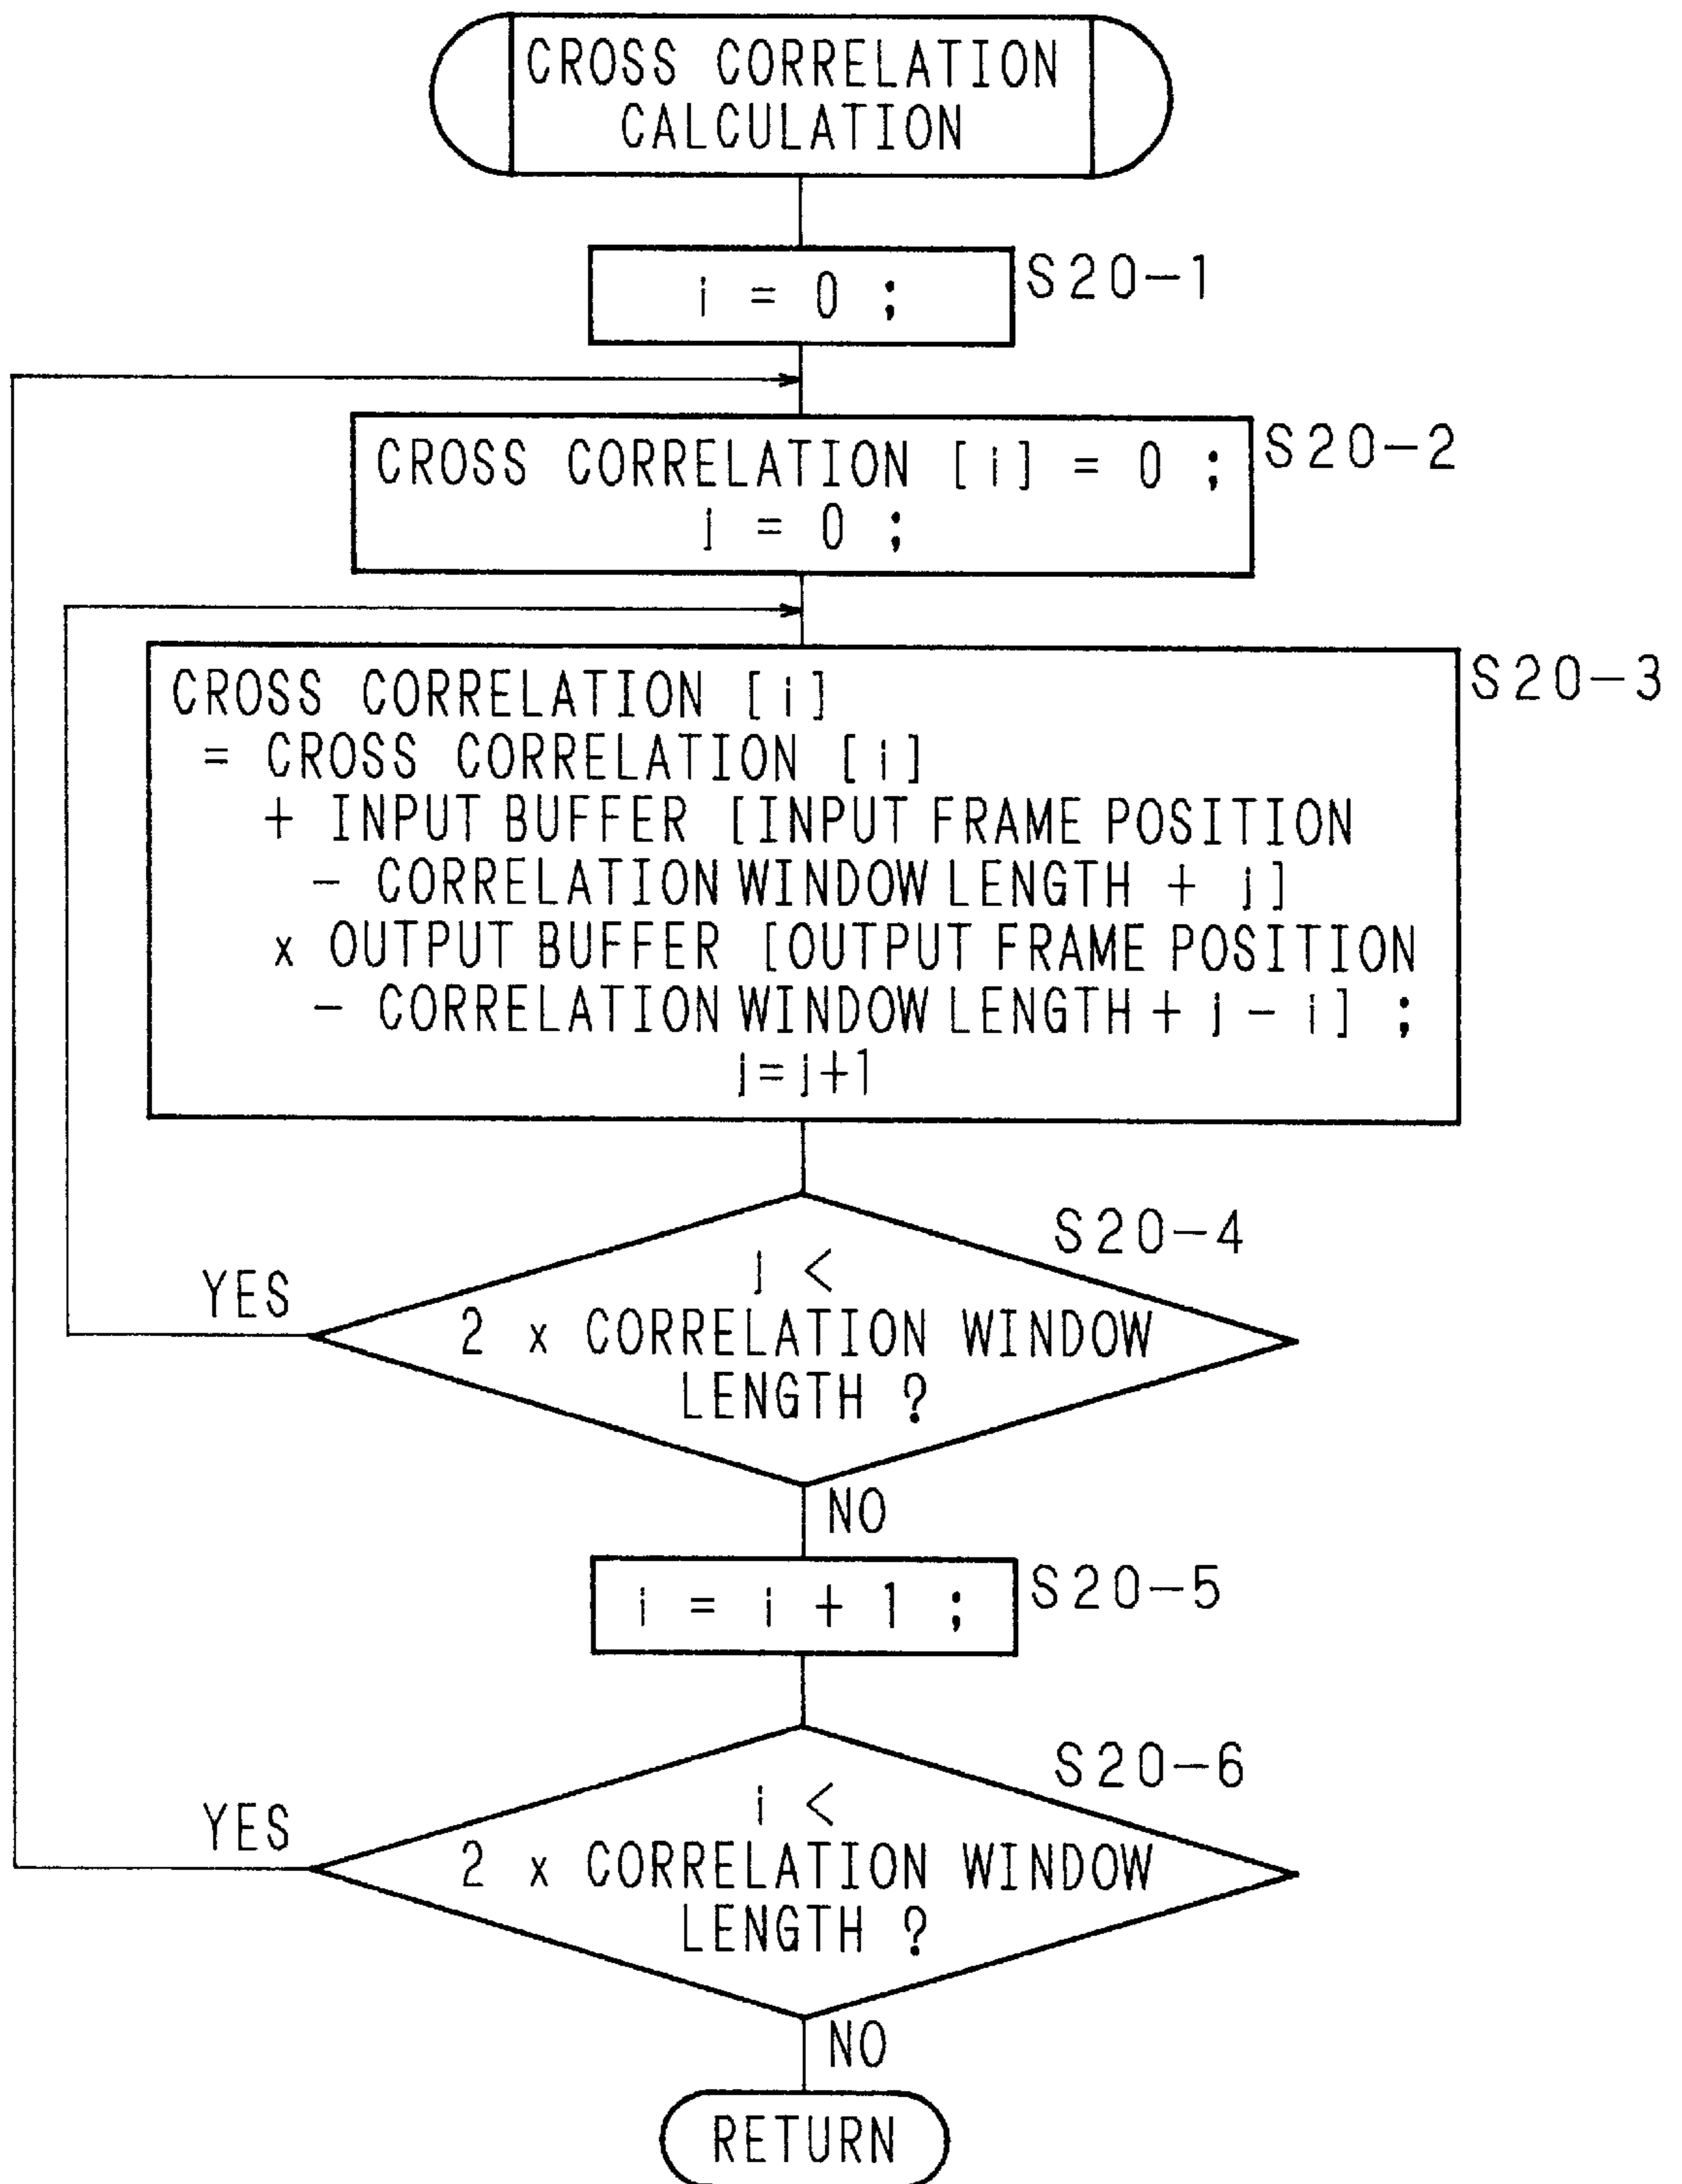 CROSS CORRELATION
CALCULATION
i = 0 ;
S20-1
CROSS CORRELATION [i] = 0 ;
j = 0 ;
S20-2
CROSS CORRELATION [i]
= CROSS CORRELATION [i]
+ INPUT BUFFER [INPUT FRAME POSITION
- CORRELATION WINDOW LENGTH + j]
x OUTPUT BUFFER [OUTPUT FRAME POSITION
- CORRELATION WINDOW LENGTH + j - i] ;
j=j+1
S20-3
S20-4
j <
2 x CORRELATION WINDOW
LENGTH ?
YES
NO
i = i + 1 ;
S20-5
S20-6
i <
2 x CORRELATION WINDOW
LENGTH ?
YES
NO
RETURN